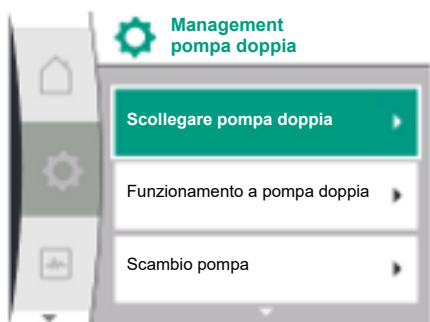 Management
pompa doppia
Scollegare pompa doppia
Funzionamento a pompa doppia
Scambio pompa